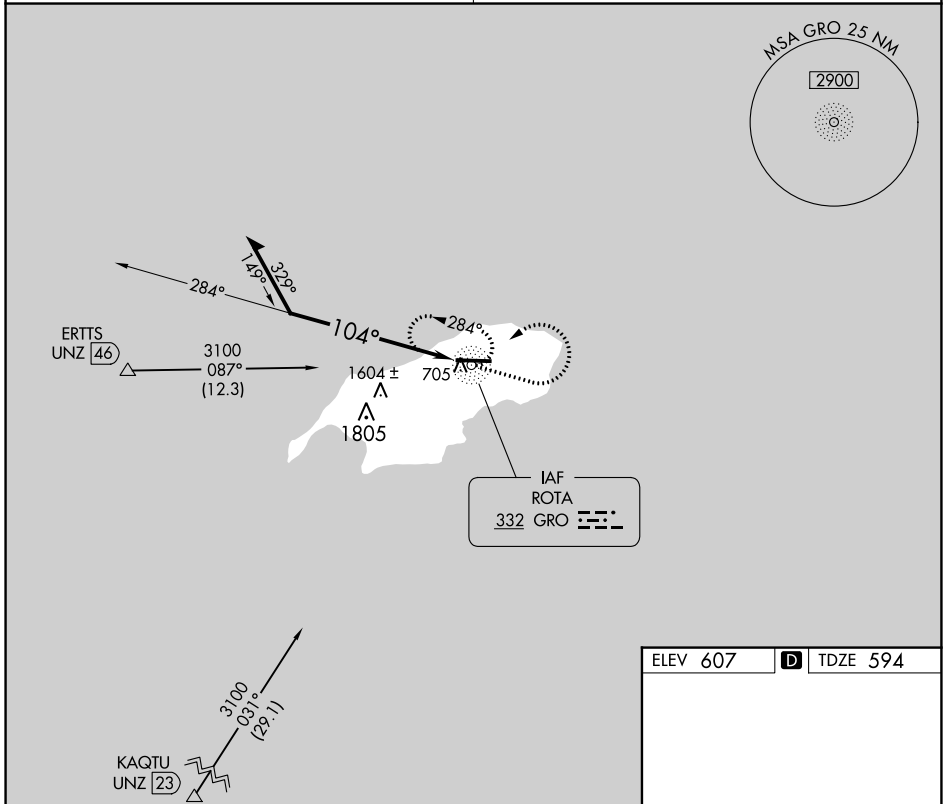 MSA GRO 25 NM
2900
329°
149°
284°
104°
284°
ERTTS
UNZ 46
3100
087°
(12.3)
1604 ±
705
1805
IAF
ROTA
332 GRO
3100
031°
(29.1)
KAQTU
UNZ 23
ELEV 607 D TDZE 594